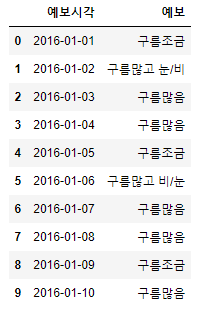 예보시각 예보
0 2016-01-01 구름조금
1 2016-01-02 구름많고 눈/비
2 2016-01-03 구름많음
3 2016-01-04 구름많음
4 2016-01-05 구름조금
5 2016-01-06 구름많고 비/눈
6 2016-01-07 구름많음
7 2016-01-08 구름많음
8 2016-01-09 구름조금
9 2016-01-10 구름많음